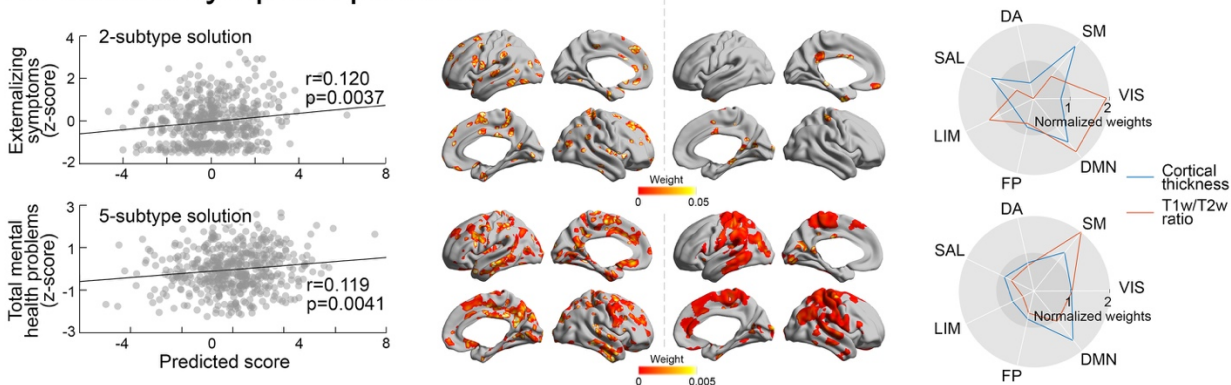 2-subtype solution
r=0.120
p=0.0037
Externalizing
symptoms
(z-score)
4
2
0
-2
-4
0
4
8
5-subtype solution
r=0.119
p=0.0041
Total mental
health problems
(z-score)
3
1
-1
-3
-4
0
4
8
Predicted score
Weight
0
0.05
Weight
0
0.005
DA
SM
SAL
VIS
1
2
Normalized weights
LIM
DMN
FP
Cortical
thickness
T1w/T2w
ratio
DA
SM
SAL
VIS
1
2
Normalized weights
LIM
DMN
FP